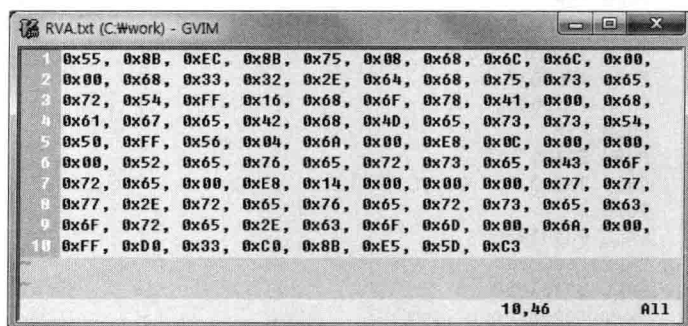 RVA.txt (C:₩work) - GVIM
1 0x55, 0x8B, 0xEC, 0x8B, 0x75, 0x08, 0x68, 0x6C, 0x6C, 0x00,
2 0x00, 0x68, 0x33, 0x32, 0x2E, 0x64, 0x68, 0x75, 0x73, 0x65,
3 0x72, 0x54, 0xFF, 0x16, 0x68, 0x6F, 0x78, 0x41, 0x00, 0x68,
4 0x61, 0x67, 0x65, 0x42, 0x68, 0x4D, 0x65, 0x73, 0x73, 0x54,
5 0x50, 0xFF, 0x56, 0x04, 0x6A, 0x00, 0xE8, 0x0C, 0x00, 0x00,
6 0x00, 0x52, 0x65, 0x76, 0x65, 0x72, 0x73, 0x65, 0x43, 0x6F,
7 0x72, 0x65, 0x00, 0xE8, 0x14, 0x00, 0x00, 0x00, 0x77, 0x77,
8 0x77, 0x2E, 0x72, 0x65, 0x76, 0x65, 0x72, 0x73, 0x65, 0x63,
9 0x6F, 0x72, 0x65, 0x2E, 0x63, 0x6F, 0x6D, 0x00, 0x6A, 0x00,
10 0xFF, 0xD0, 0x33, 0xC0, 0x8B, 0xE5, 0x5D, 0xC3
10,46 All